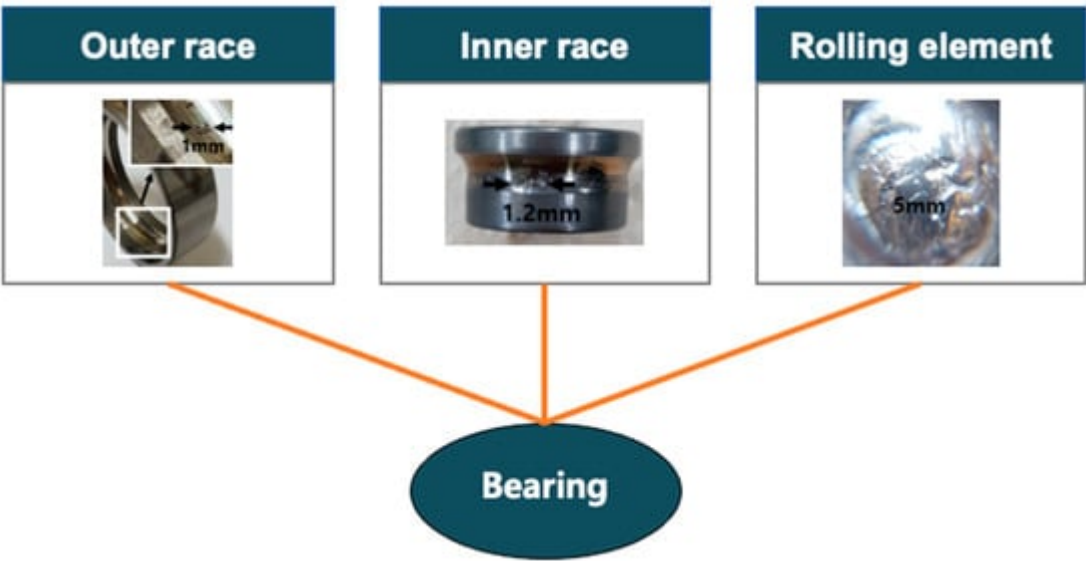 Outer race
Inner race
Rolling element
1mm
1.2mm
5mm
Bearing